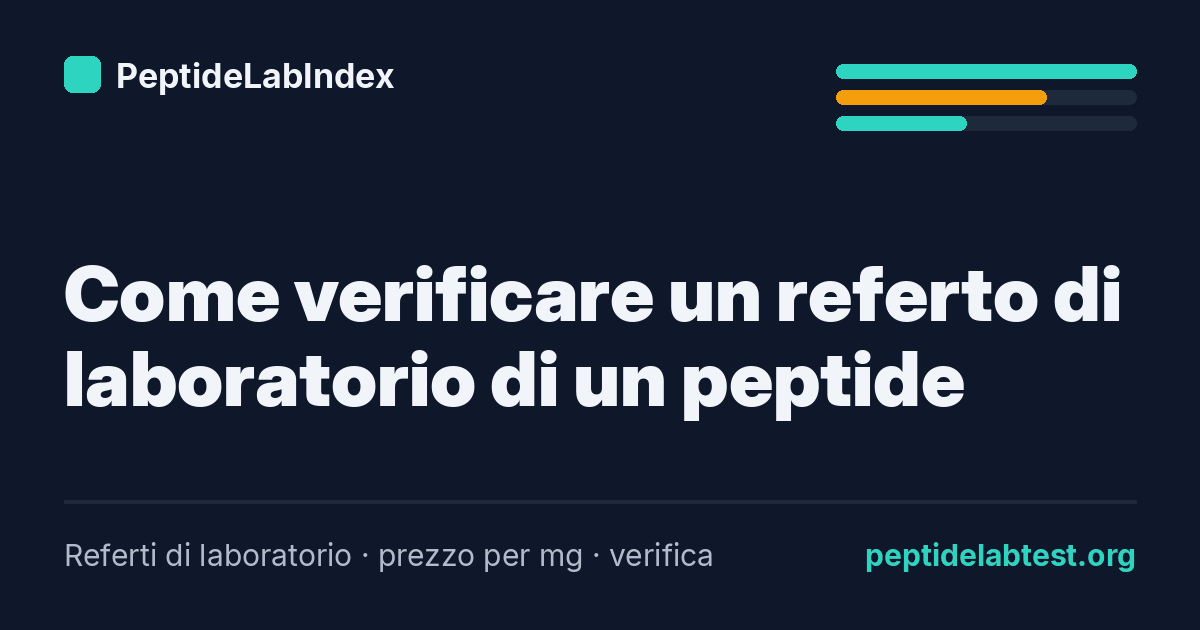 PeptideLabIndex
Come verificare un referto di
laboratorio di un peptide
Referti di laboratorio · prezzo per mg · verifica
peptidelabtest.org